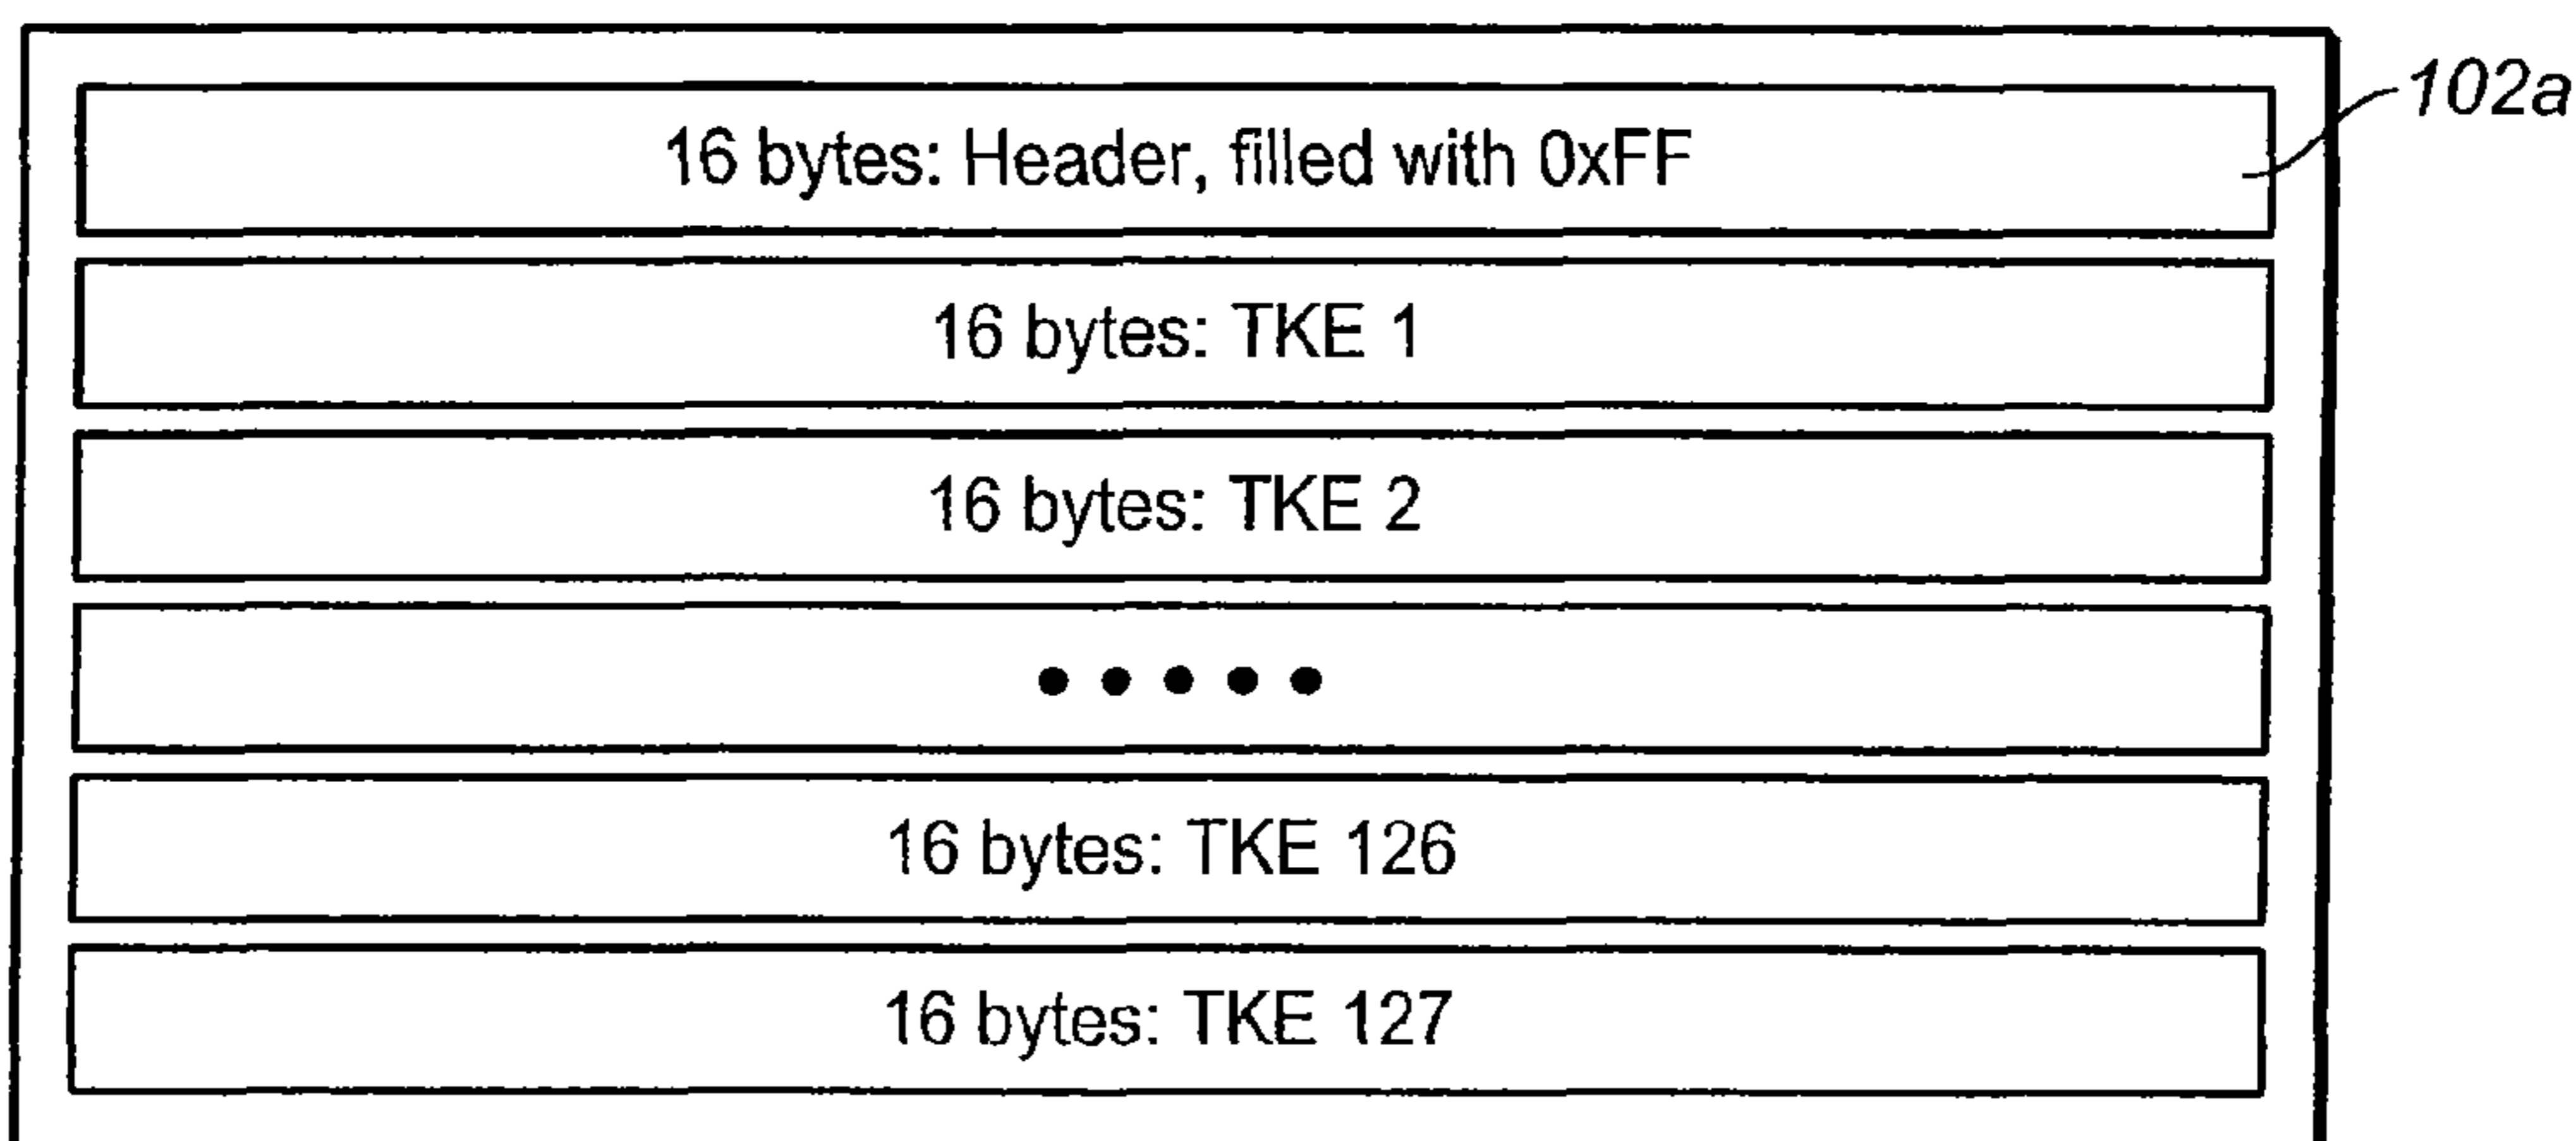 102a
16 bytes: Header, filled with 0xFF
16 bytes: TKE 1
16 bytes: TKE 2
•••••
16 bytes: TKE 126
16 bytes: TKE 127